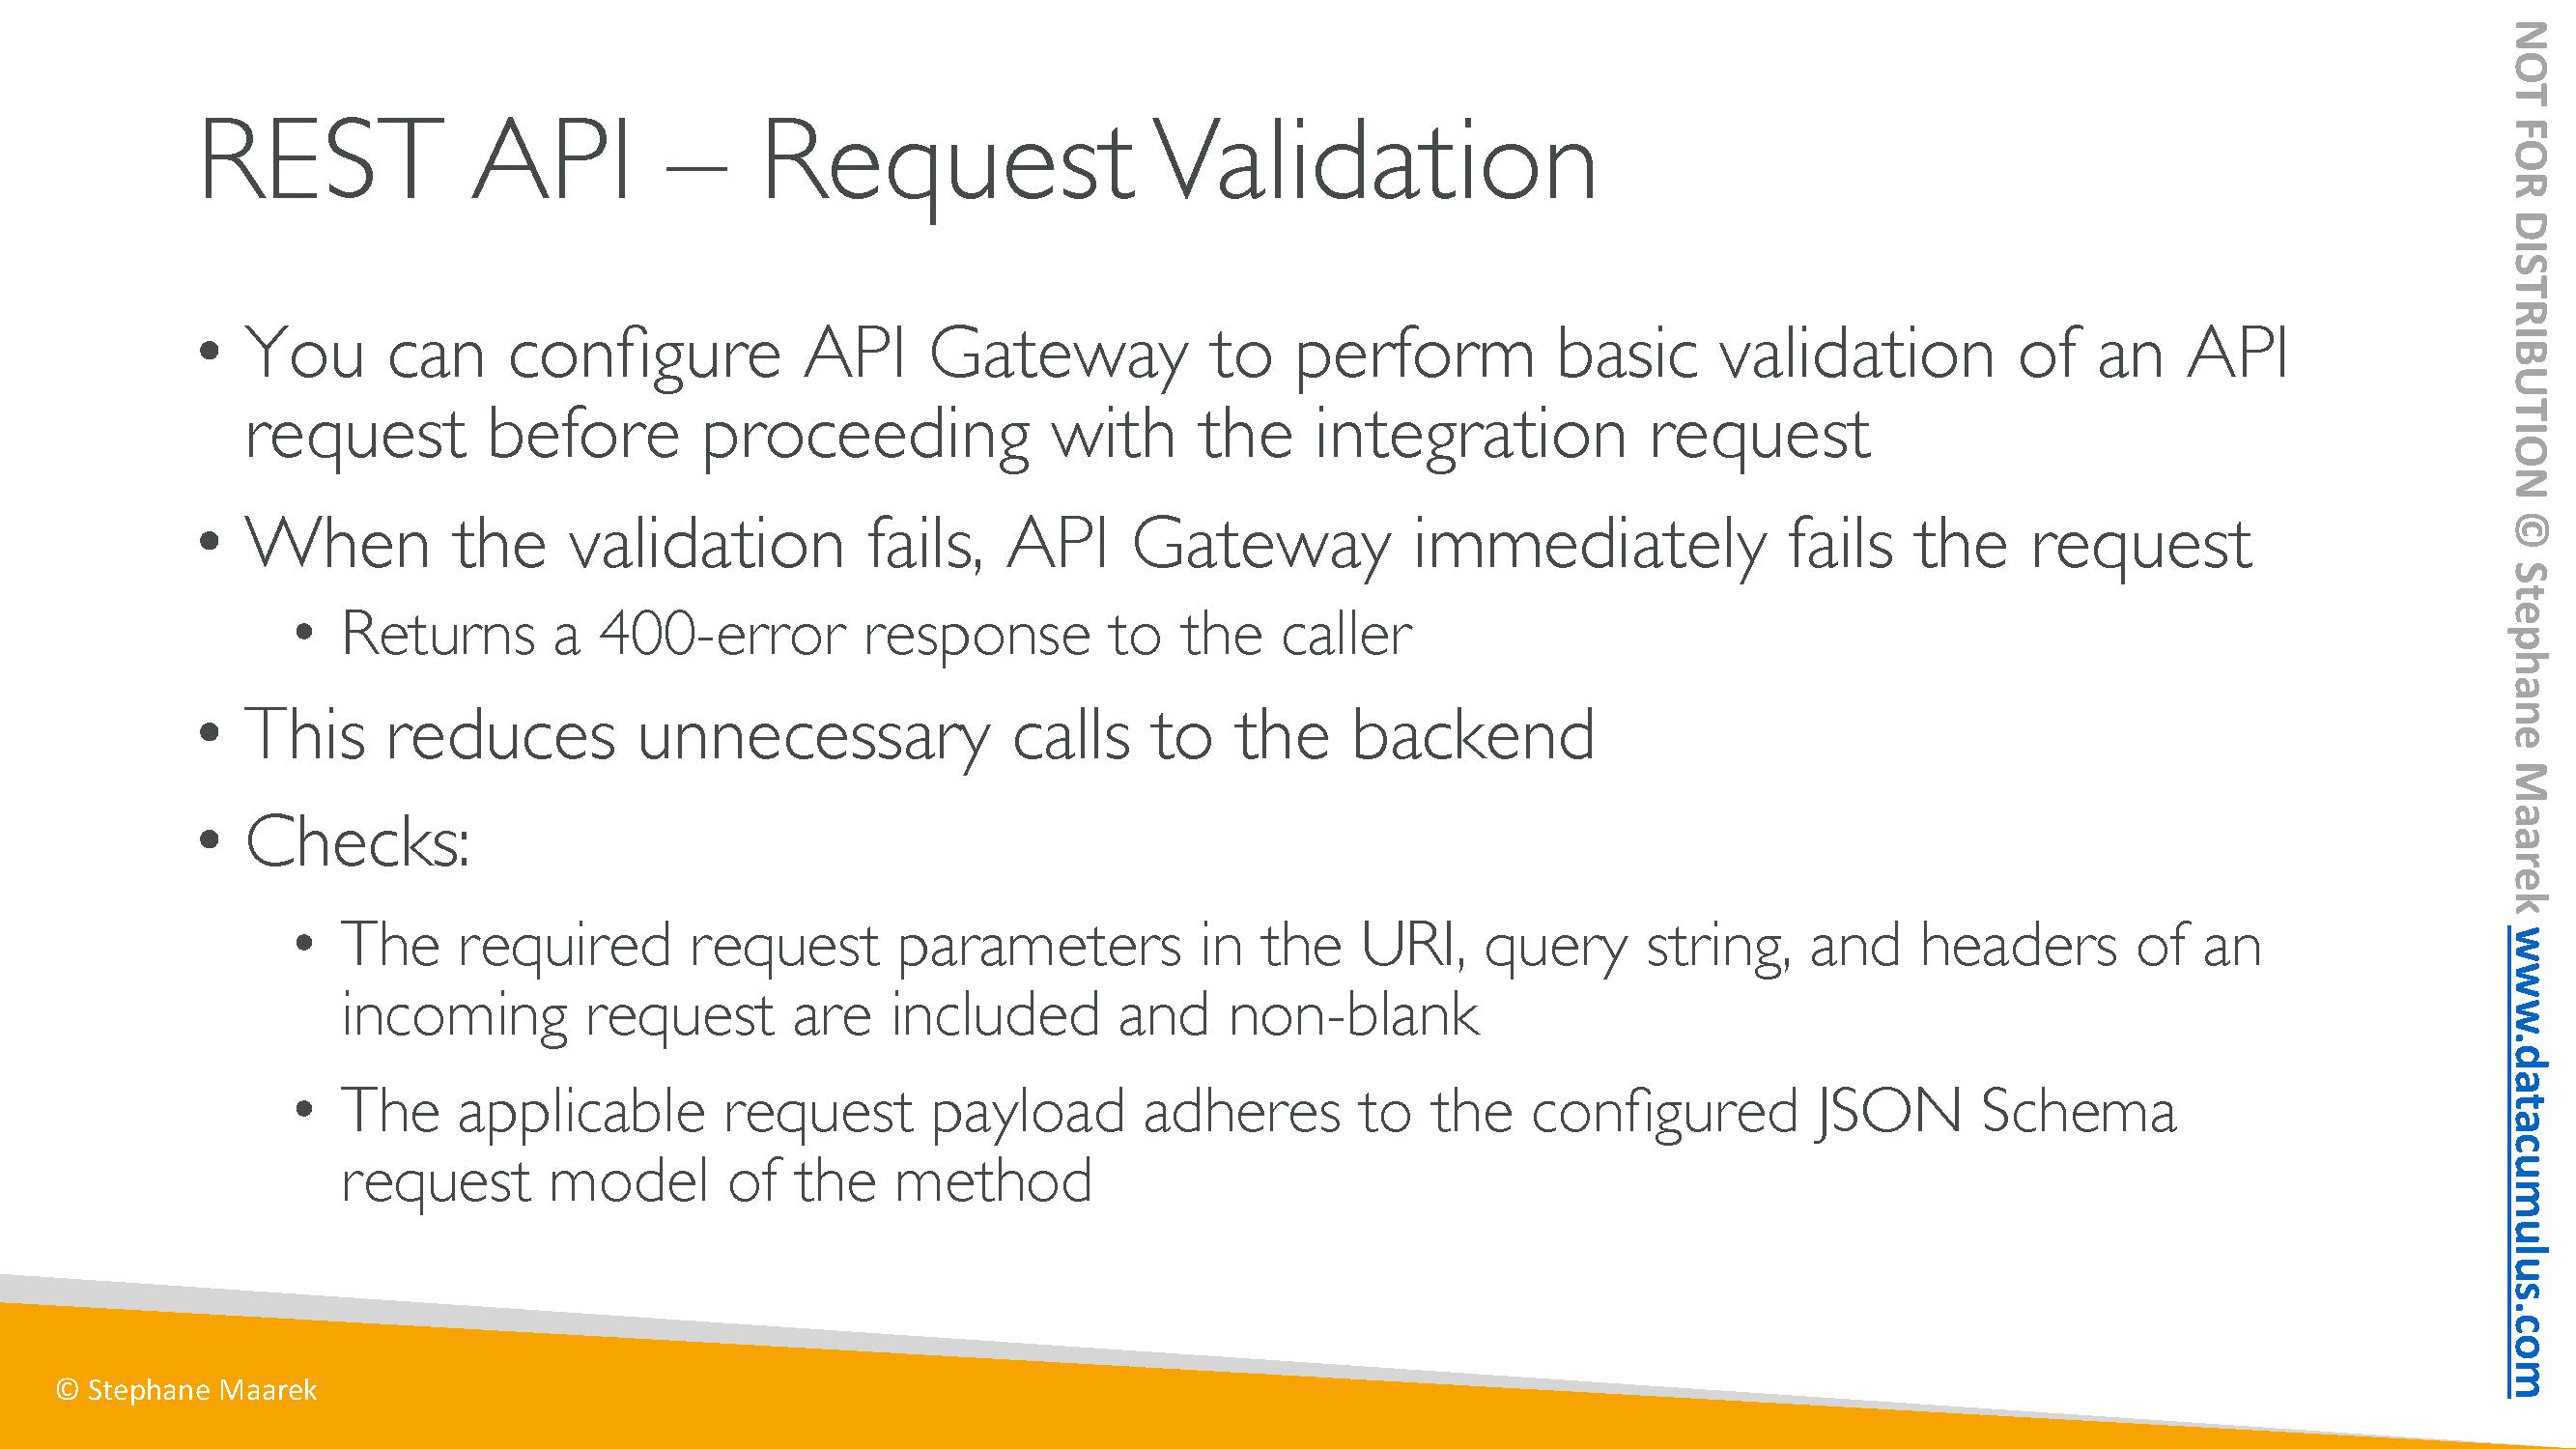 REST API – Request Validation
• You can configure API Gateway to perform basic validation of an API
request before proceeding with the integration request
• When the validation fails, API Gateway immediately fails the request
• Returns a 400-error response to the caller
• This reduces unnecessary calls to the backend
• Checks:
• The required request parameters in the URI, query string, and headers of an
incoming request are included and non-blank
• The applicable request payload adheres to the configured JSON Schema
request model of the method
© Stephane Maarek
NOT FOR DISTRIBUTION © Stephane Maarek www.datacumulus.com